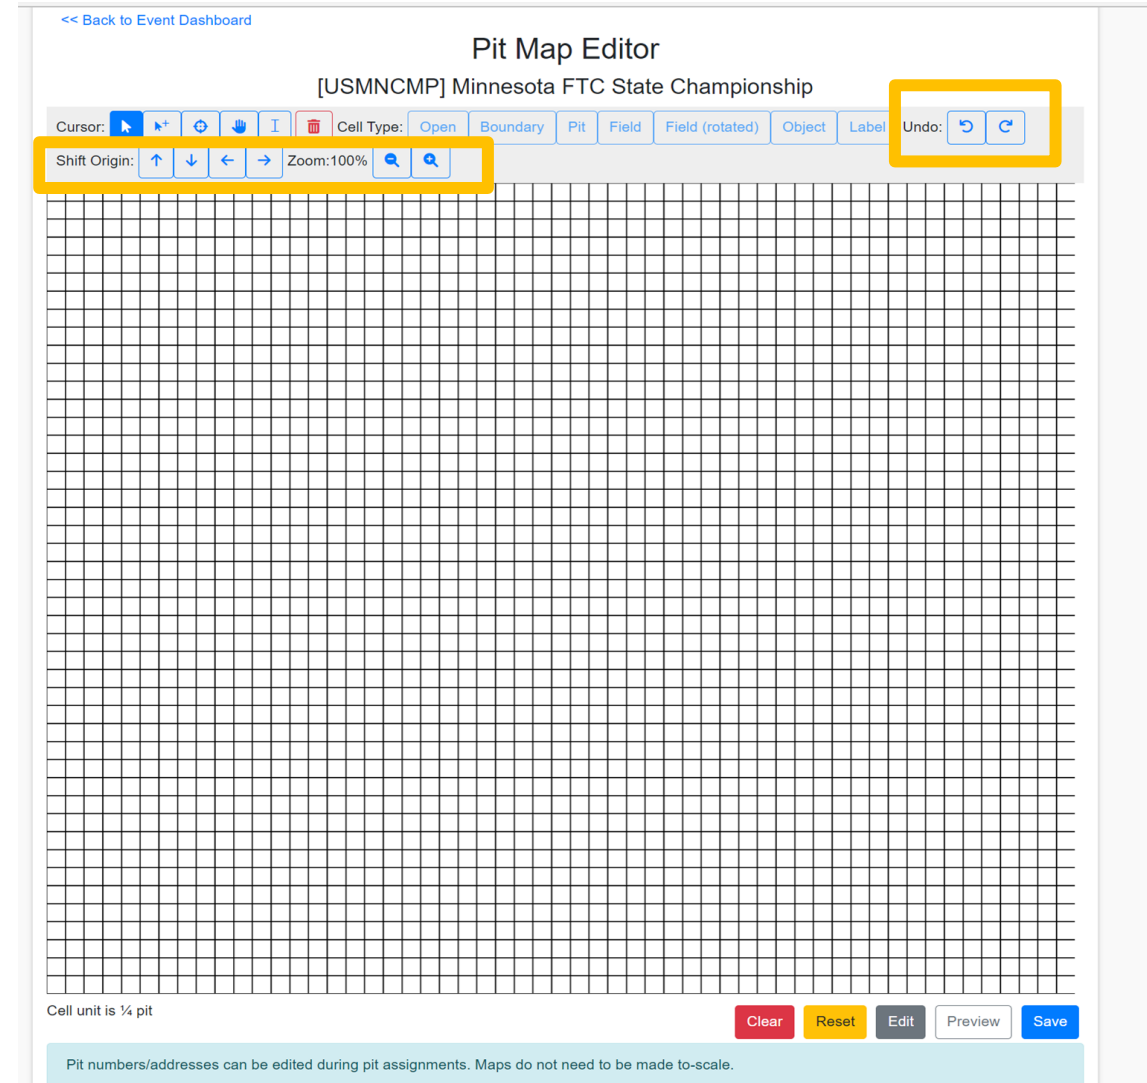 << Back to Event Dashboard
Pit Map Editor
[USMNCMP] Minnesota FTC State Championship
Cursor: Cell Type: Open Boundary Pit Field Field (rotated) Object Label Undo:
Shift Origin: Zoom:100%
Cell unit is ¼ pit
Clear Reset Edit Preview Save
Pit numbers/addresses can be edited during pit assignments. Maps do not need to be made to-scale.